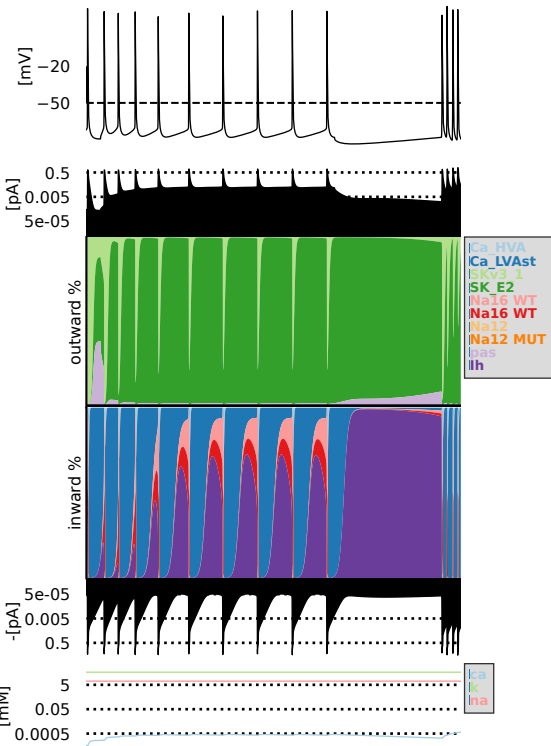 [mV]
−20
−50
[pA]
0.5
0.005
5e-05
outward %
Ca_HVA
Ca_LVAst
SKv3_1
SK_E2
Na16 WT
Na16 WT
Na12
Na12 MUT
pas
Ih
inward %
-[pA]
5e-05
0.005
0.5
[mM]
5
0.05
0.0005
ca
k
na